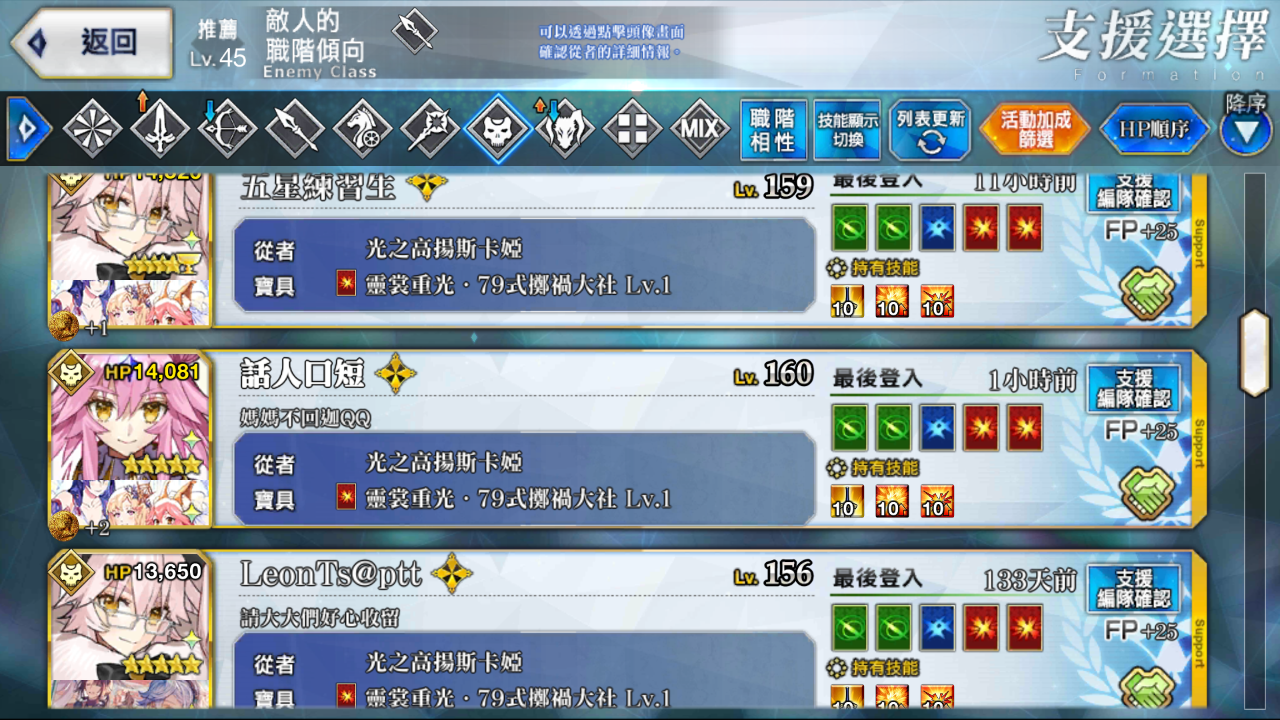 返回
推薦
Lv. 45
敵人的
職階傾向
Enemy Class
可以透過點擊頭像畫面
確認從者的詳細情報。
支援選擇
Formation
MIX
職階
相性
技能顯示
切換
列表更新
活動加成
篩選
HP順序
降序
五星練習生
Lv. 159
最後登入 11小時前
支援
編隊確認
FP+25
Support
從者 光之高揚斯卡婭
寶具 靈裳重光・79式擲禍大社 Lv.1
持有技能
10 10 10
+1
HP14,081
話人口短
Lv. 160
最後登入 1小時前
支援
編隊確認
FP+25
Support
媽媽不回迦QQ
從者 光之高揚斯卡婭
寶具 靈裳重光・79式擲禍大社 Lv.1
持有技能
10 10 10
+2
HP13,650
LeonTs@ptt
Lv. 156
最後登入 133天前
支援
編隊確認
FP+25
Support
請大大們好心收留
從者 光之高揚斯卡婭
寶具 靈裳重光・79式擲禍大社 Lv.1
持有技能
10 10 10